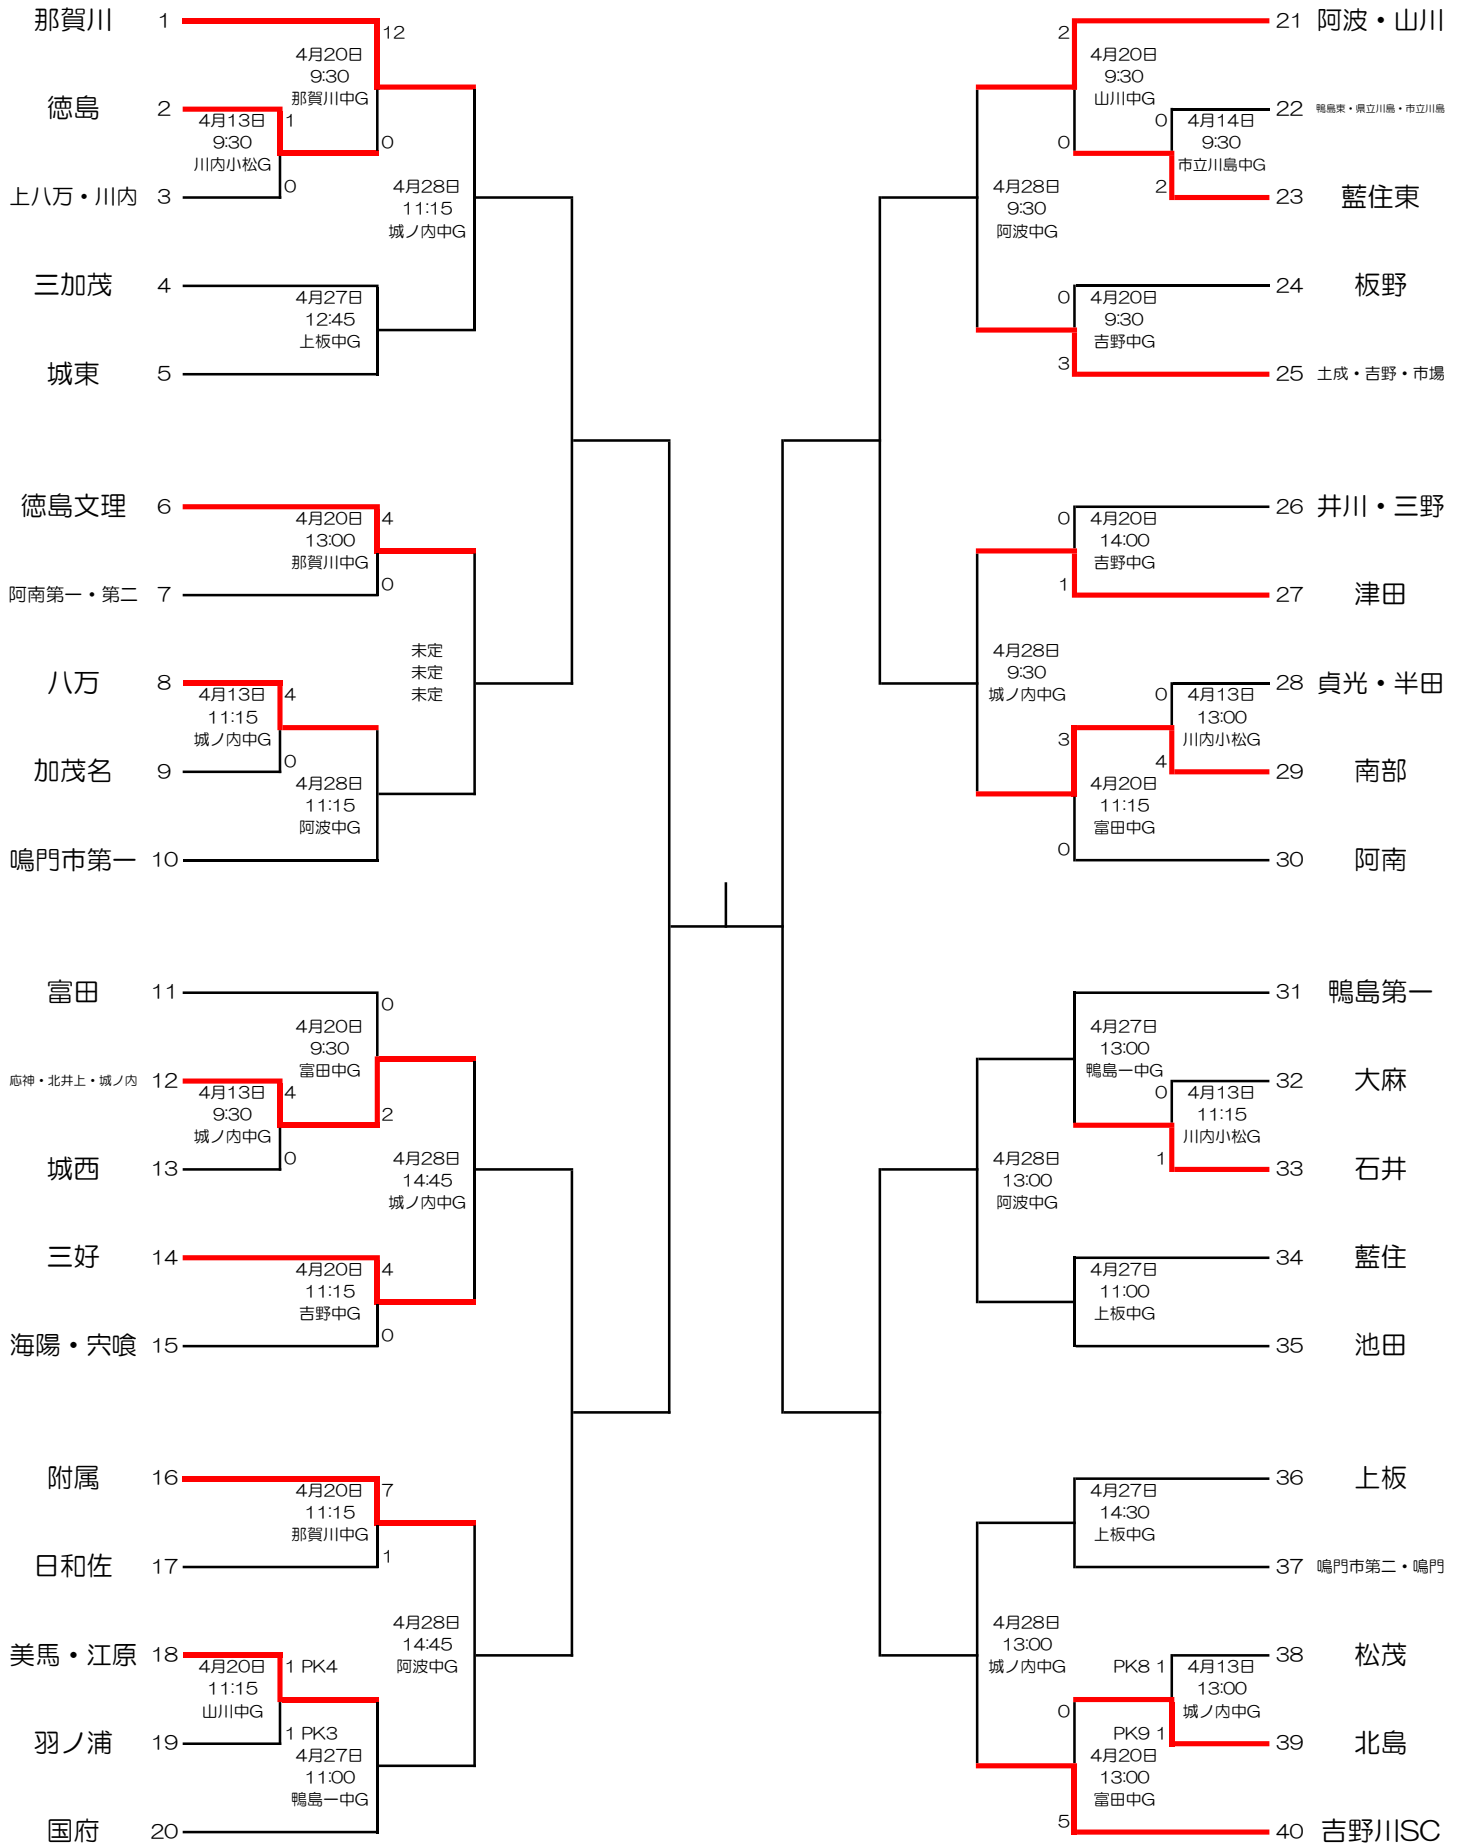 那賀川 1
12
4月20日
9:30
那賀川中G
徳島 2
4月13日
9:30
川内小松G
1
0
0
上八万・川内 3
4月28日
11:15
城ノ内中G
三加茂 4
4月27日
12:45
上板中G
城東 5
徳島文理 6
4月20日
13:00
那賀川中G
4
0
阿南第一・第二 7
未定
未定
未定
八万 8
4月13日
11:15
城ノ内中G
4
0
加茂名 9
4月28日
11:15
阿波中G
鳴門市第一 10
富田 11
0
4月20日
9:30
富田中G
応神・北井上・城ノ内 12
4月13日
9:30
城ノ内中G
4
0
2
城西 13
4月28日
14:45
城ノ内中G
三好 14
4月20日
11:15
吉野中G
4
0
海陽・宍喰 15
附属 16
4月20日
11:15
那賀川中G
7
1
日和佐 17
4月28日
14:45
阿波中G
美馬・江原 18
4月20日
11:15
山川中G
1 PK4
1 PK3
羽ノ浦 19
4月27日
11:00
鴨島一中G
国府 20
21 阿波・山川
2
4月20日
9:30
山川中G
22 鴨島東・県立川島・市立川島
0
4月14日
9:30
市立川島中G
0
2
23 藍住東
4月28日
9:30
阿波中G
24 板野
0
4月20日
9:30
吉野中G
3
25 土成・吉野・市場
26 井川・三野
0
4月20日
14:00
吉野中G
1
27 津田
4月28日
9:30
城ノ内中G
28 貞光・半田
0
4月13日
13:00
川内小松G
3
4
29 南部
4月20日
11:15
富田中G
0
30 阿南
31 鴨島第一
4月27日
13:00
鴨島一中G
32 大麻
0
4月13日
11:15
川内小松G
1
33 石井
4月28日
13:00
阿波中G
34 藍住
4月27日
11:00
上板中G
35 池田
36 上板
4月27日
14:30
上板中G
37 鳴門市第二・鳴門
4月28日
13:00
城ノ内中G
38 松茂
PK8 1
4月13日
13:00
城ノ内中G
0
PK9 1
39 北島
4月20日
13:00
富田中G
5
40 吉野川SC